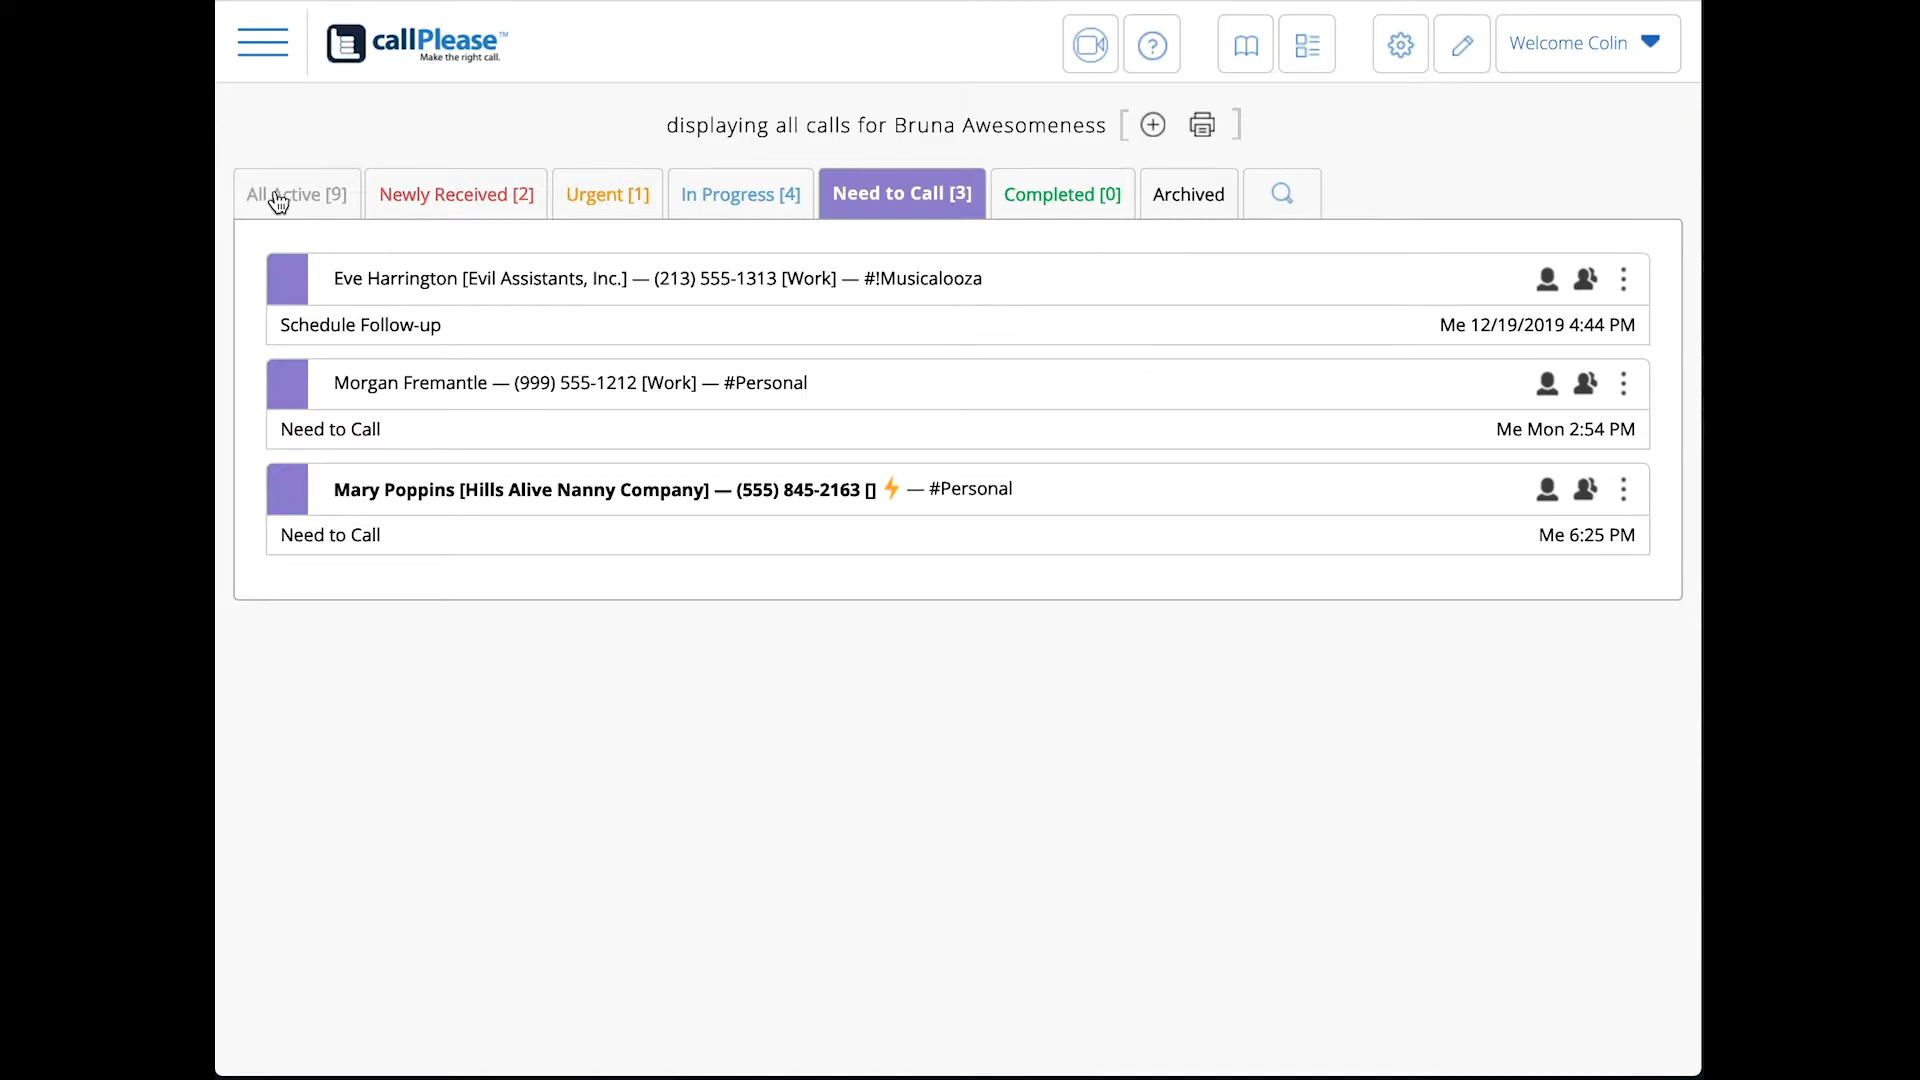 callPlease™
Make the right call.
Welcome Colin
displaying all calls for Bruna Awesomeness
All Active [9]
Newly Received [2]
Urgent [1]
In Progress [4]
Need to Call [3]
Completed [0]
Archived
Eve Harrington [Evil Assistants, Inc.] — (213) 555-1313 [Work] — #!Musicalooza
Schedule Follow-up
Me 12/19/2019 4:44 PM
Morgan Fremantle — (999) 555-1212 [Work] — #Personal
Need to Call
Me Mon 2:54 PM
Mary Poppins [Hills Alive Nanny Company] — (555) 845-2163 [] — #Personal
Need to Call
Me 6:25 PM